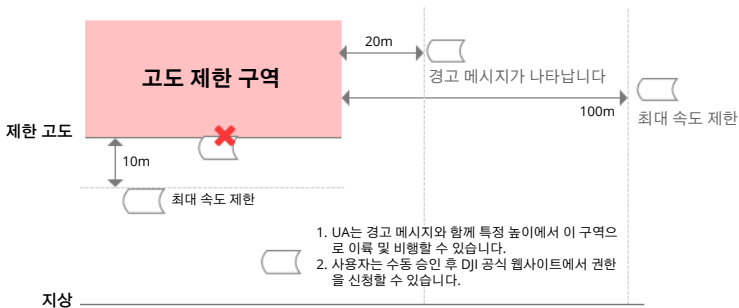 20m
고도 제한 구역
경고 메시지가 나타납니다
100m
최대 속도 제한
제한 고도
10m
최대 속도 제한
1. UA는 경고 메시지와 함께 특정 높이에서 이 구역으
로 이륙 및 비행할 수 있습니다.
2. 사용자는 수동 승인 후 DJI 공식 웹사이트에서 권한
을 신청할 수 있습니다.
지상